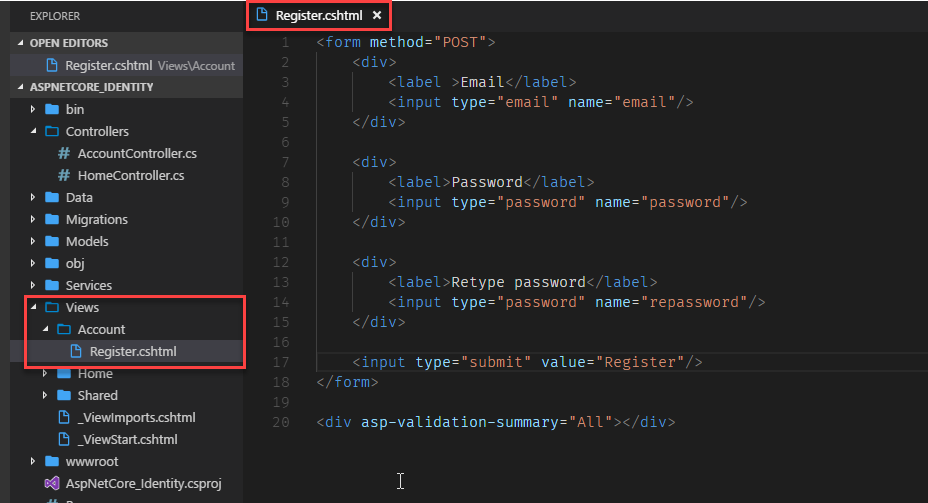 EXPLORER
OPEN EDITORS
Register.cshtml Views\Account
ASPNETCORE_IDENTITY
bin
Controllers
# AccountController.cs
# HomeController.cs
Data
Migrations
Models
obj
Services
Views
Account
Register.cshtml
Home
Shared
_ViewImports.cshtml
_ViewStart.cshtml
wwwroot
AspNetCore_Identity.csproj
Register.cshtml ×
1 <form method="POST">
2 <div>
3 <label >Email</label>
4 <input type="email" name="email"/>
5 </div>
6
7 <div>
8 <label>Password</label>
9 <input type="password" name="password"/>
10 </div>
11
12 <div>
13 <label>Retype password</label>
14 <input type="password" name="repassword"/>
15 </div>
16
17 <input type="submit" value="Register"/>
18 </form>
19
20 <div asp-validation-summary="All"></div>